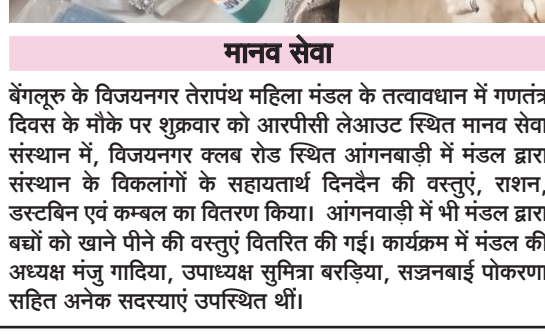 मानव सेवा
बेंगलूरु के विजयनगर तेरापंथ महिला मंडल के तत्वावधान में गणतंत्र
दिवस के मौके पर शुक्रवार को आरपीसी लेआउट स्थित मानव सेवा
संस्थान में, विजयनगर क्लब रोड स्थित आंगनबाड़ी में मंडल द्वारा
संस्थान के विकलांगों के सहायतार्थ दिनदैन की वस्तुएं, राशन,
डस्टबिन एवं कम्बल का वितरण किया। आंगनवाड़ी में भी मंडल द्वारा
बच्चों को खाने पीने की वस्तुएं वितरित की गई। कार्यक्रम में मंडल की
अध्यक्ष मंजु गादिया, उपाध्यक्ष सुमित्रा बरड़िया, सज्जनबाई पोकरणा
सहित अनेक सदस्याएं उपस्थित थीं।